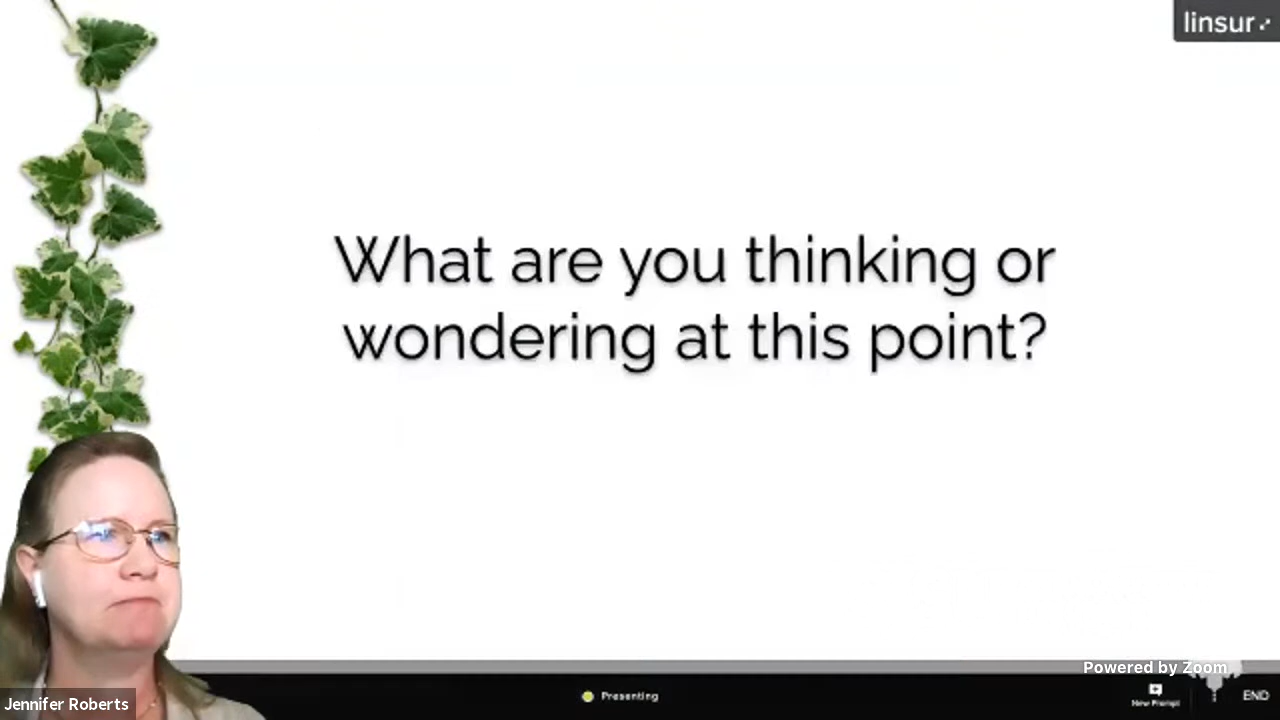 linsur
What are you thinking or
wondering at this point?
Powered by Zoom
Presenting
New Prompt
END
Jennifer Roberts